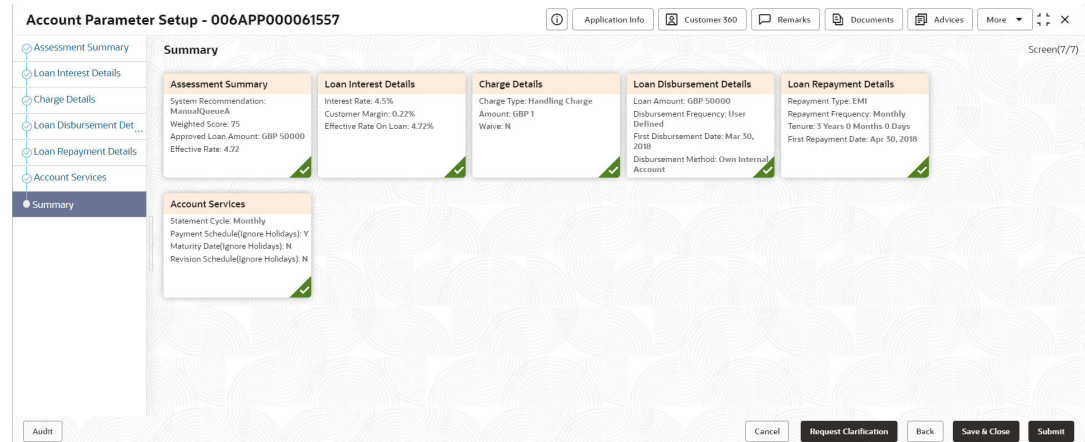 Account Parameter Setup - 006APP000061557
Application Info
Customer 360
Remarks
Documents
Advices
More
Assessment Summary
Loan Interest Details
Charge Details
Loan Disbursement Det...
Loan Repayment Details
Account Services
Summary
Summary
Screen(7/7)
Assessment Summary
System Recommendation:
ManualQueueA
Weighted Score: 75
Approved Loan Amount: GBP 50000
Effective Rate: 4.72
Loan Interest Details
Interest Rate: 4.5%
Customer Margin: 0.22%
Effective Rate On Loan: 4.72%
Charge Details
Charge Type: Handling Charge
Amount: GBP 1
Waive: N
Loan Disbursement Details
Loan Amount: GBP 50000
Disbursement Frequency: User
Defined
First Disbursement Date: Mar 30,
2018
Disbursement Method: Own Internal
Account
Loan Repayment Details
Repayment Type: EMI
Repayment Frequency: Monthly
Tenure: 3 Years 0 Months 0 Days
First Repayment Date: Apr 30, 2018
Account Services
Statement Cycle: Monthly
Payment Schedule(Ignore Holidays): Y
Maturity Date(Ignore Holidays): N
Revision Schedule(Ignore Holidays): N
Audit
Cancel
Request Clarification
Back
Save & Close
Submit